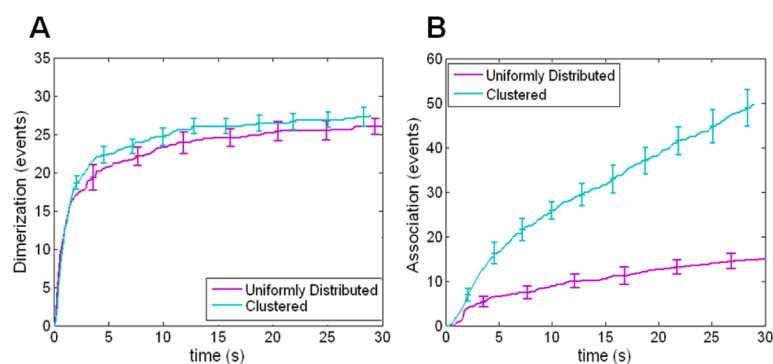 A
35
30
25
20
15
10
5
0
Dimerization (events)
0 5 10 15 20 25 30
time (s)
Uniformly Distributed
Clustered
B
60
50
40
30
20
10
0
Association (events)
0 5 10 15 20 25 30
time (s)
Uniformly Distributed
Clustered